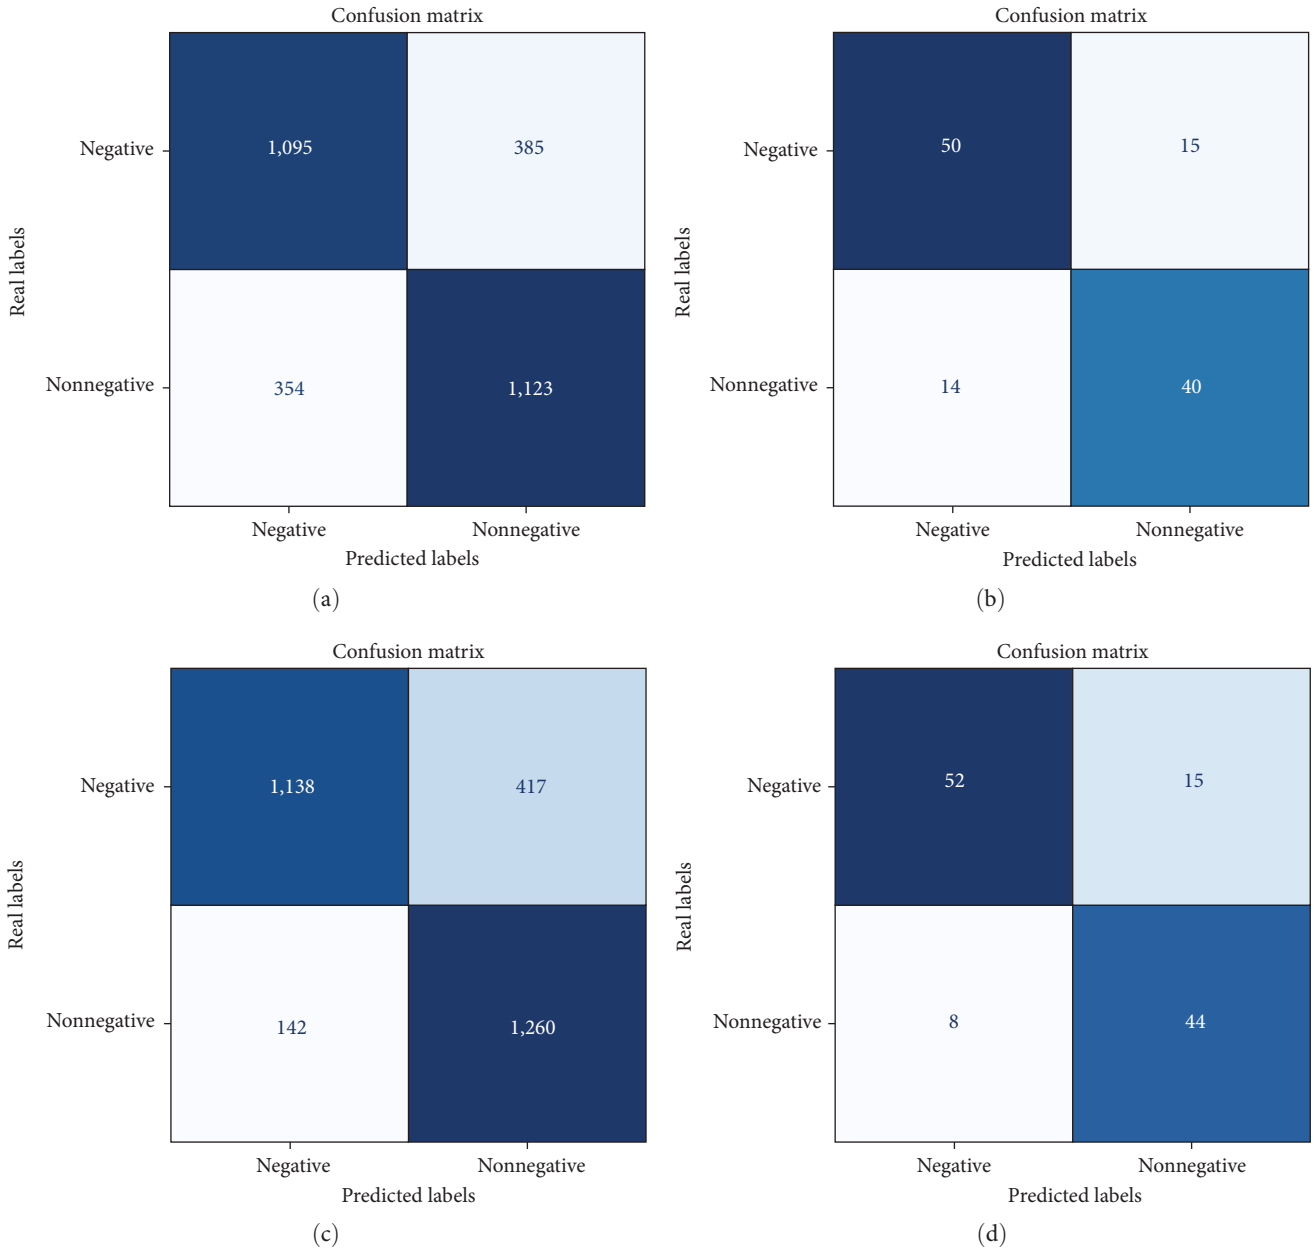 Confusion matrix
Negative
1,095
385
Real labels
Nonnegative
354
1,123
Negative
Nonnegative
Predicted labels
(a)
Confusion matrix
Negative
50
15
Real labels
Nonnegative
14
40
Negative
Nonnegative
Predicted labels
(b)
Confusion matrix
Negative
1,138
417
Real labels
Nonnegative
142
1,260
Negative
Nonnegative
Predicted labels
(c)
Confusion matrix
Negative
52
15
Real labels
Nonnegative
8
44
Negative
Nonnegative
Predicted labels
(d)